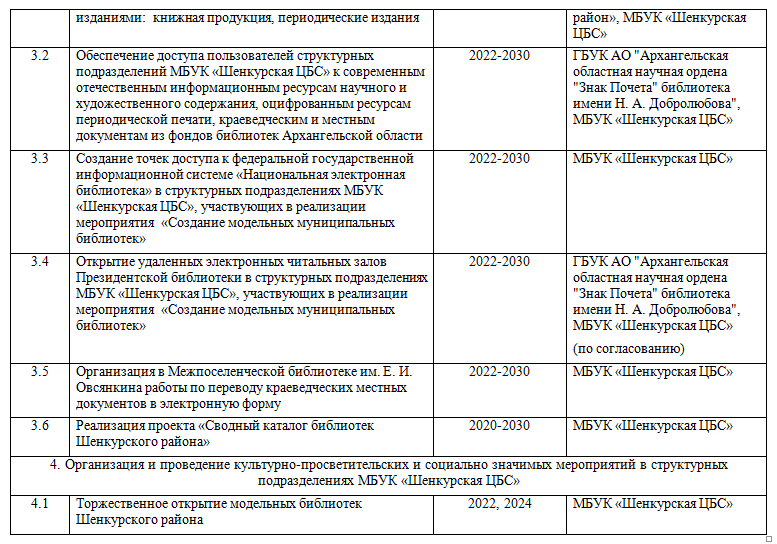 изданиями: книжная продукция, периодические издания
район», МБУК «Шенкурская
ЦБС»
3.2
Обеспечение доступа пользователей структурных
подразделений МБУК «Шенкурская ЦБС» к современным
отечественным информационным ресурсам научного и
художественного содержания, оцифрованным ресурсам
периодической печати, краеведческим и местным
документам из фондов библиотек Архангельской области
2022-2030
ГБУК АО "Архангельская
областная научная ордена
"Знак Почета" библиотека
имени Н. А. Добролюбова",
МБУК «Шенкурская ЦБС»
3.3
Создание точек доступа к федеральной государственной
информационной системе «Национальная электронная
библиотека» в структурных подразделениях МБУК
«Шенкурская ЦБС», участвующих в реализации
мероприятия «Создание модельных муниципальных
библиотек»
2022-2030
МБУК «Шенкурская ЦБС»
3.4
Открытие удаленных электронных читальных залов
Президентской библиотеки в структурных подразделениях
МБУК «Шенкурская ЦБС», участвующих в реализации
мероприятия «Создание модельных муниципальных
библиотек»
2022-2030
ГБУК АО "Архангельская
областная научная ордена
"Знак Почета" библиотека
имени Н. А. Добролюбова",
МБУК «Шенкурская ЦБС»
(по согласованию)
3.5
Организация в Межпоселенческой библиотеке им. Е. И.
Овсянкина работы по переводу краеведческих местных
документов в электронную форму
2022-2030
МБУК «Шенкурская ЦБС»
3.6
Реализация проекта «Сводный каталог библиотек
Шенкурского района»
2020-2030
МБУК «Шенкурская ЦБС»
4. Организация и проведение культурно-просветительских и социально значимых мероприятий в структурных
подразделениях МБУК «Шенкурская ЦБС»
4.1
Торжественное открытие модельных библиотек
Шенкурского района
2022, 2024
МБУК «Шенкурская ЦБС»